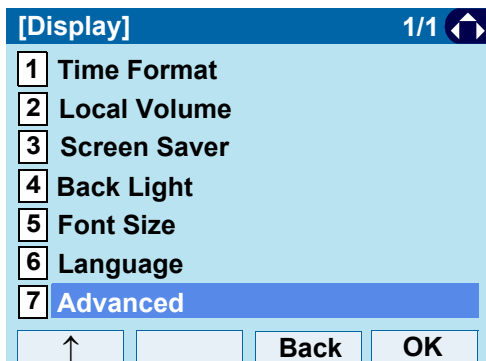 [Display] 1/1
1 Time Format
2 Local Volume
3 Screen Saver
4 Back Light
5 Font Size
6 Language
7 Advanced
↑ Back OK